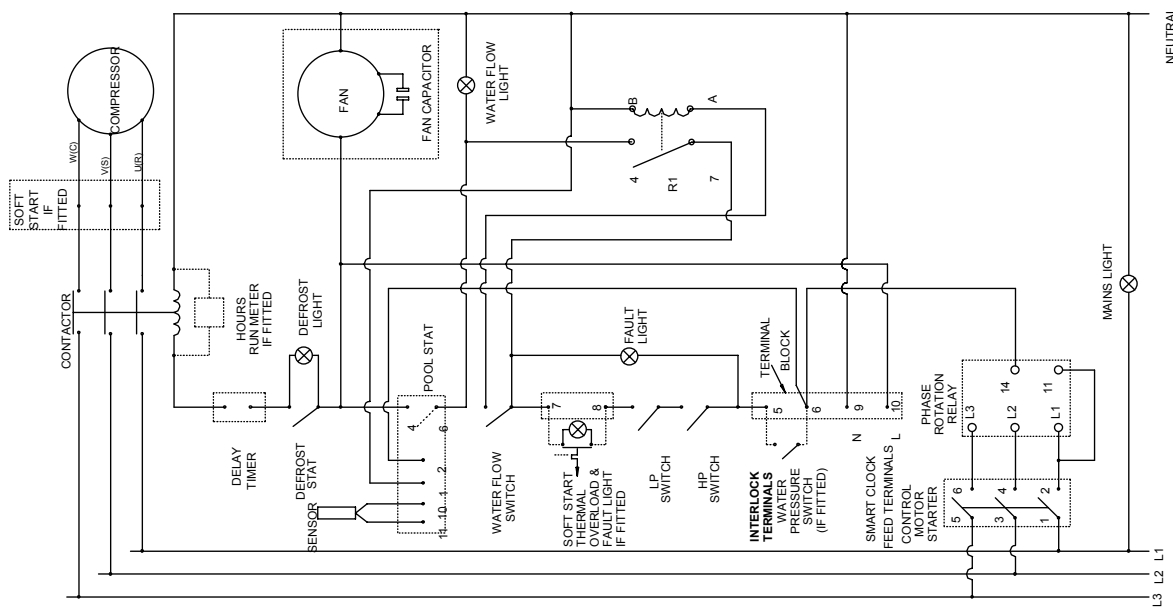 COMPRESSOR
W(C)
V(S)
U(R)
SOFT
START
IF
FITTED
CONTACTOR
HOURS
RUN METER
IF FITTED
DELAY
TIMER
DEFROST
LIGHT
DEFROST
STAT
FAN
FAN CAPACITOR
WATER FLOW
LIGHT
SENSOR
POOL STAT
4
6
2
1
10
11
B
A
4
R1
7
WATER FLOW
SWITCH
FAULT
LIGHT
7
8
SOFT START
THERMAL
OVERLOAD &
FAULT LIGHT
IF FITTED
LP
SWITCH
HP
SWITCH
TERMINAL
BLOCK
5
6
9
10
N
L
INTERLOCK
TERMINALS
WATER
PRESSURE
SWITCH
(IF FITTED)
SMART CLOCK
FEED TERMINALS
PHASE
ROTATION
RELAY
14
11
L3
L2
L1
CONTROL
MOTOR
STARTER
6
5
4
3
2
1
MAINS LIGHT
NEUTRAL
L1
L2
L3